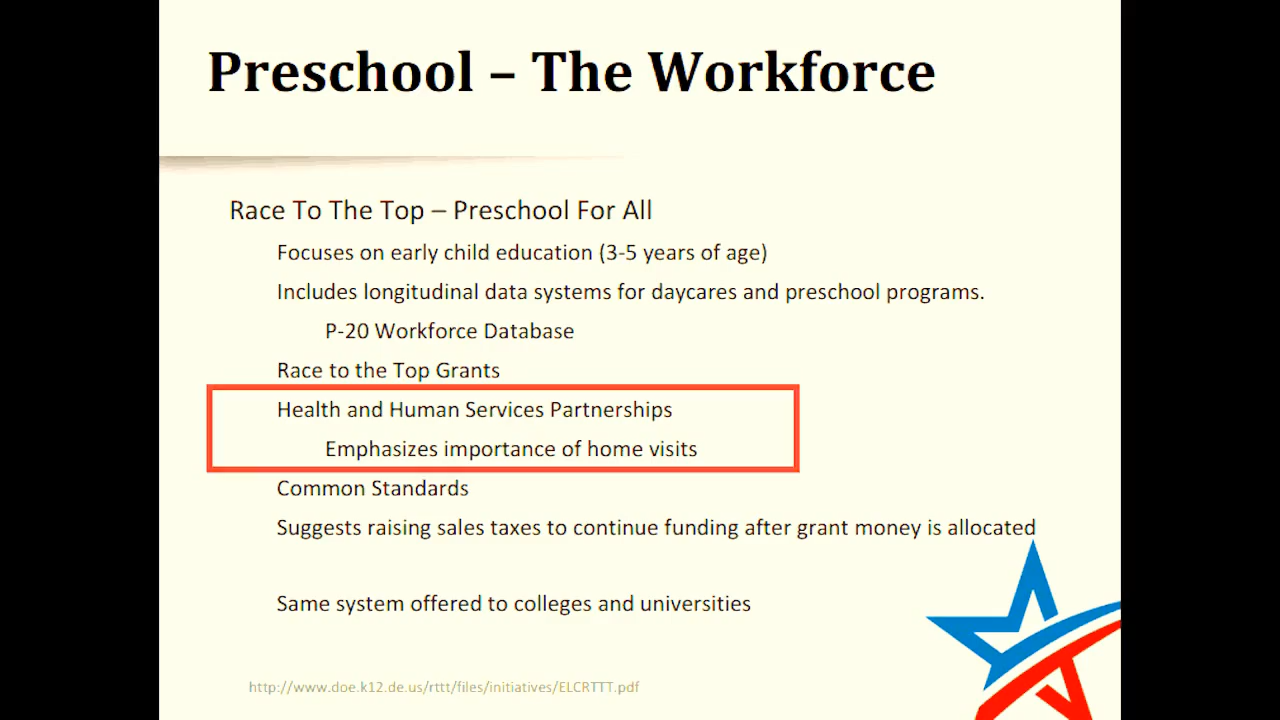 Preschool – The Workforce
Race To The Top – Preschool For All
Focuses on early child education (3-5 years of age)
Includes longitudinal data systems for daycares and preschool programs.
P-20 Workforce Database
Race to the Top Grants
Health and Human Services Partnerships
Emphasizes importance of home visits
Common Standards
Suggests raising sales taxes to continue funding after grant money is allocated
Same system offered to colleges and universities
http://www.doe.k12.de.us/rttt/files/initiatives/ELCRTTT.pdf